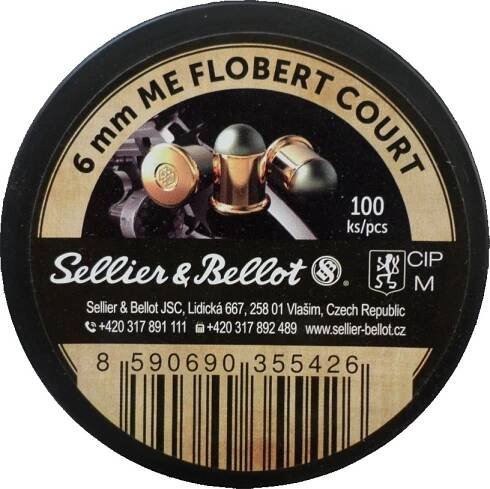 6 mm ME FLOBERT COURT
100
ks/pcs
Sellier & Bellot SB ®
CIP
M
Sellier & Bellot JSC, Lidická 667, 258 01 Vlašim, Czech Republic
+420 317 891 111 +420 317 892 489 www.sellier-bellot.cz
8 590690 355426